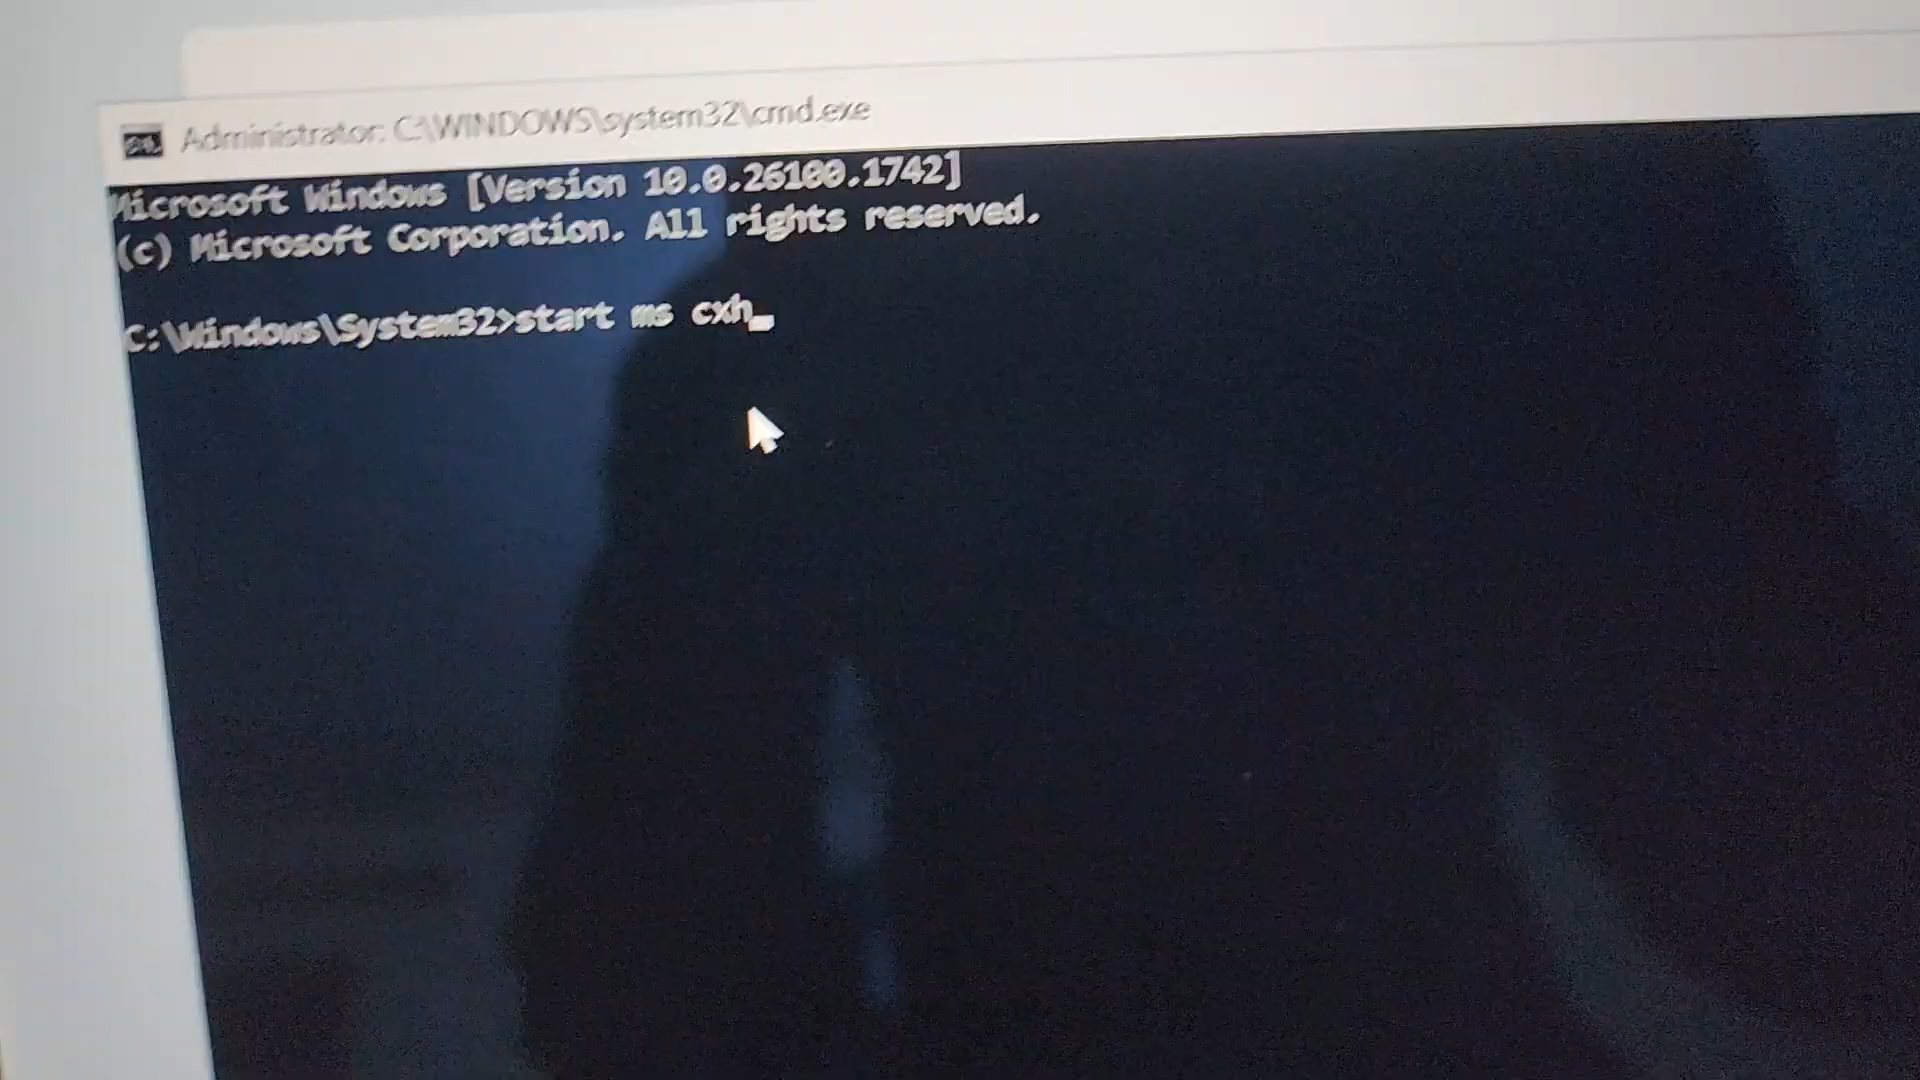 Administrator: C:\WINDOWS\system32\cmd.exe
Microsoft Windows [Version 10.0.26100.1742]
(c) Microsoft Corporation. All rights reserved.
C:\Windows\System32>start ms cxh_